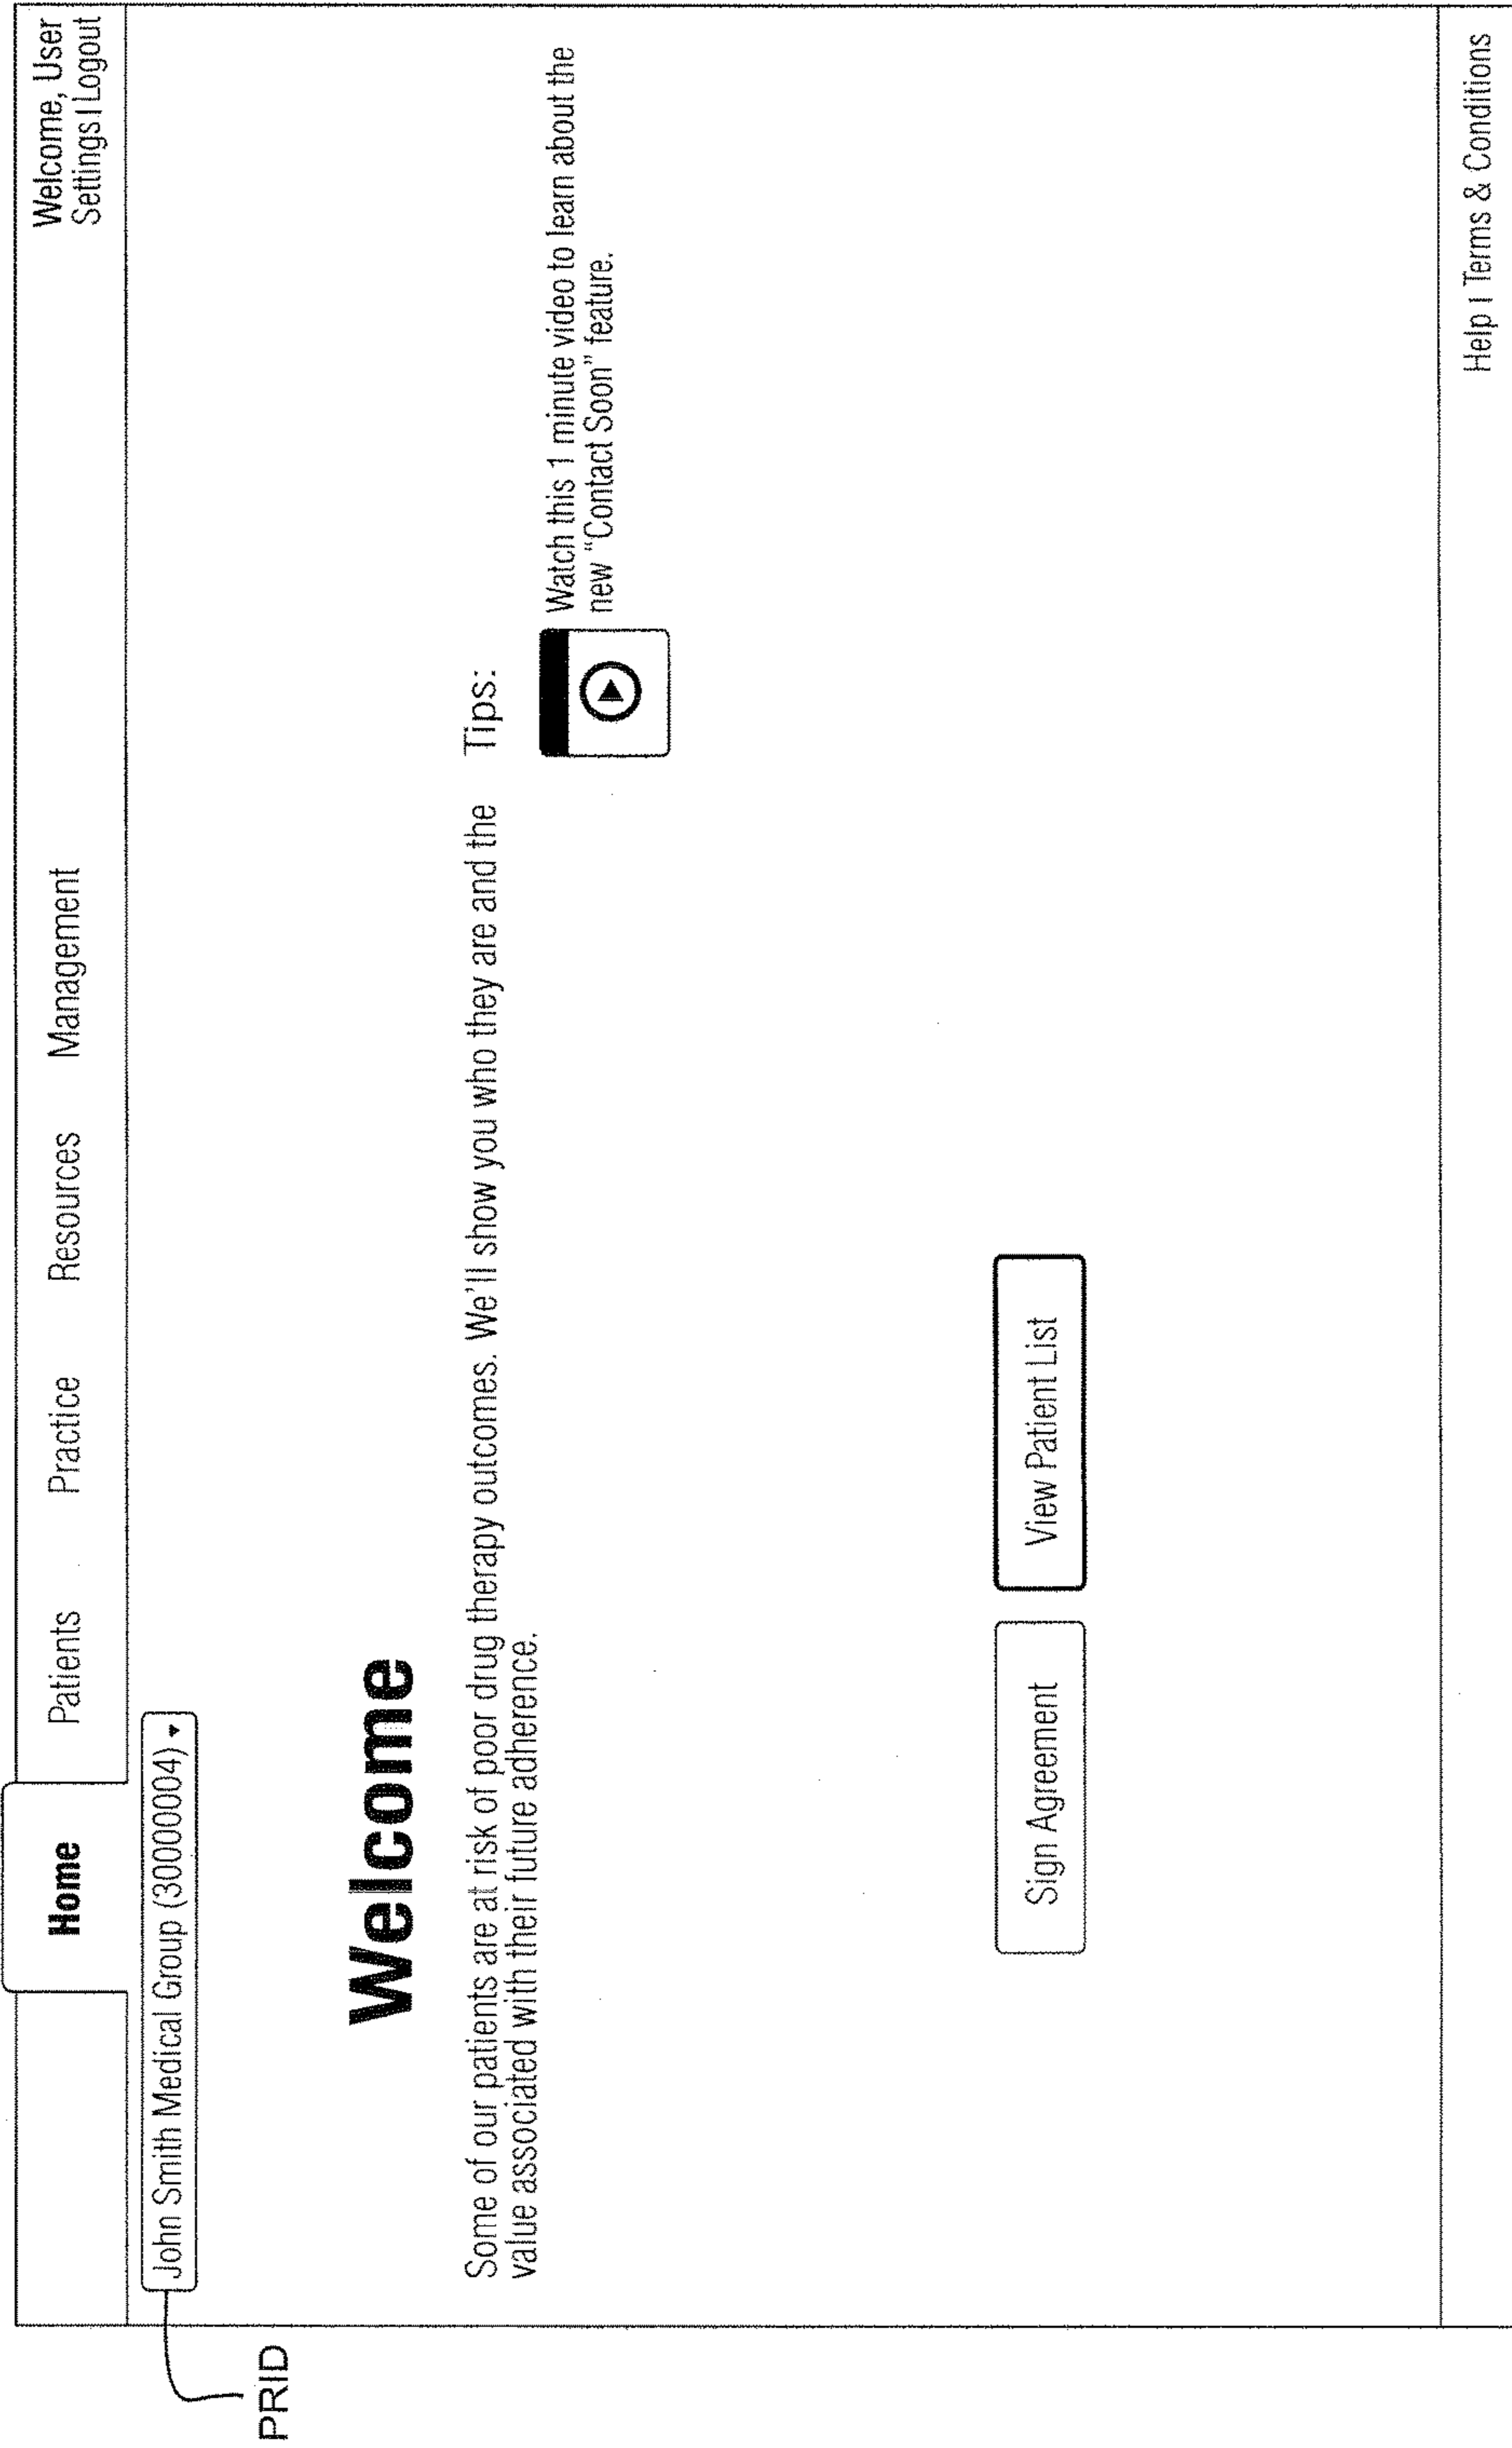 Home Patients Practice Resources Management
Welcome, User
Settings | Logout
John Smith Medical Group (3000004)
PRID
Welcome
Some of our patients are at risk of poor drug therapy outcomes. We'll show you who they are and the
value associated with their future adherence.
Tips:
Watch this 1 minute video to learn about the
new “Contact Soon” feature.
Sign Agreement
View Patient List
Help | Terms & Conditions